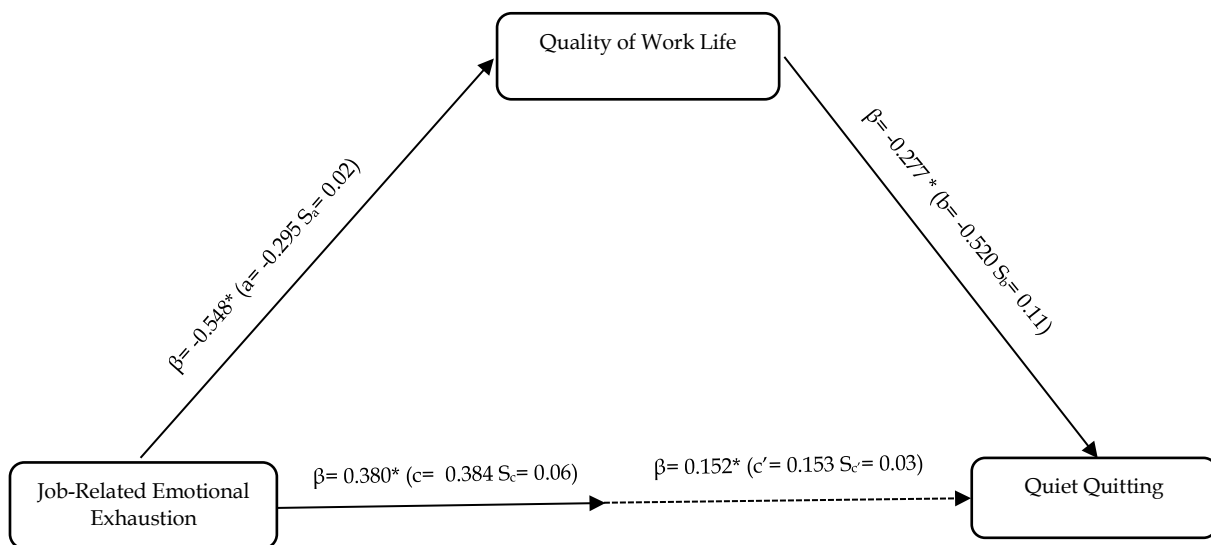 Quality of Work Life
β= -0.548* (a= -0.295 Sa= 0.02)
β= -0.277 * (b= -0.520 Sb= 0.11)
β= 0.380* (c= 0.384 Sc= 0.06)
β= 0.152* (c’= 0.153 Sc’= 0.03)
Job-Related Emotional
Exhaustion
Quiet Quitting